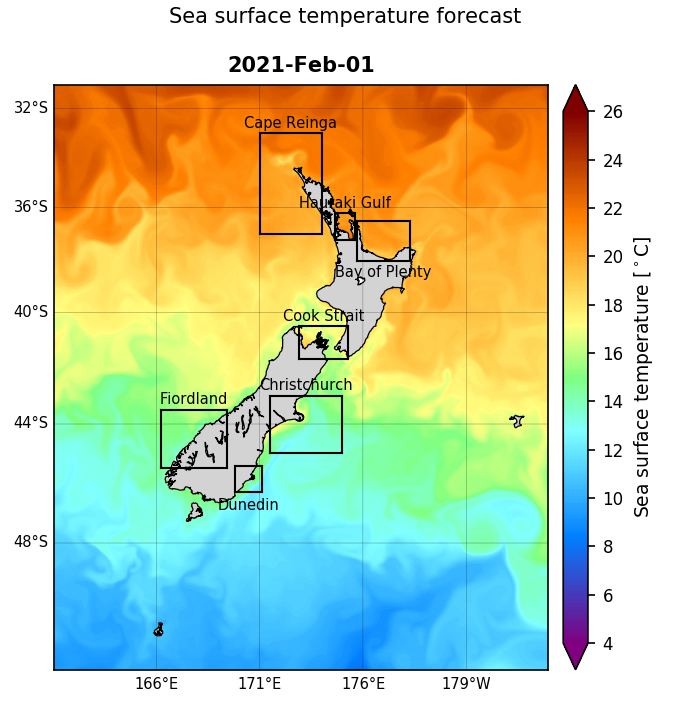 Sea surface temperature forecast
2021-Feb-01
32°S
36°S
40°S
44°S
48°S
Cape Reinga
Hauraki Gulf
Bay of Plenty
Cook Strait
Christchurch
Fiordland
Dunedin
166°E
171°E
176°E
179°W
26
24
22
20
18
16
14
12
10
8
6
4
Sea surface temperature [°C]